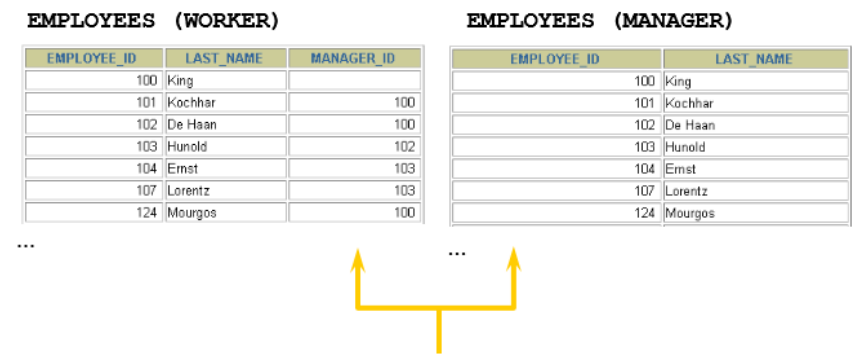 EMPLOYEES (WORKER)
EMPLOYEE_ID LAST_NAME MANAGER_ID
100 King
101 Kochhar 100
102 De Haan 100
103 Hunold 102
104 Ernst 103
107 Lorentz 103
124 Mourgos 100
...
EMPLOYEES (MANAGER)
EMPLOYEE_ID LAST_NAME
100 King
101 Kochhar
102 De Haan
103 Hunold
104 Ernst
107 Lorentz
124 Mourgos
...